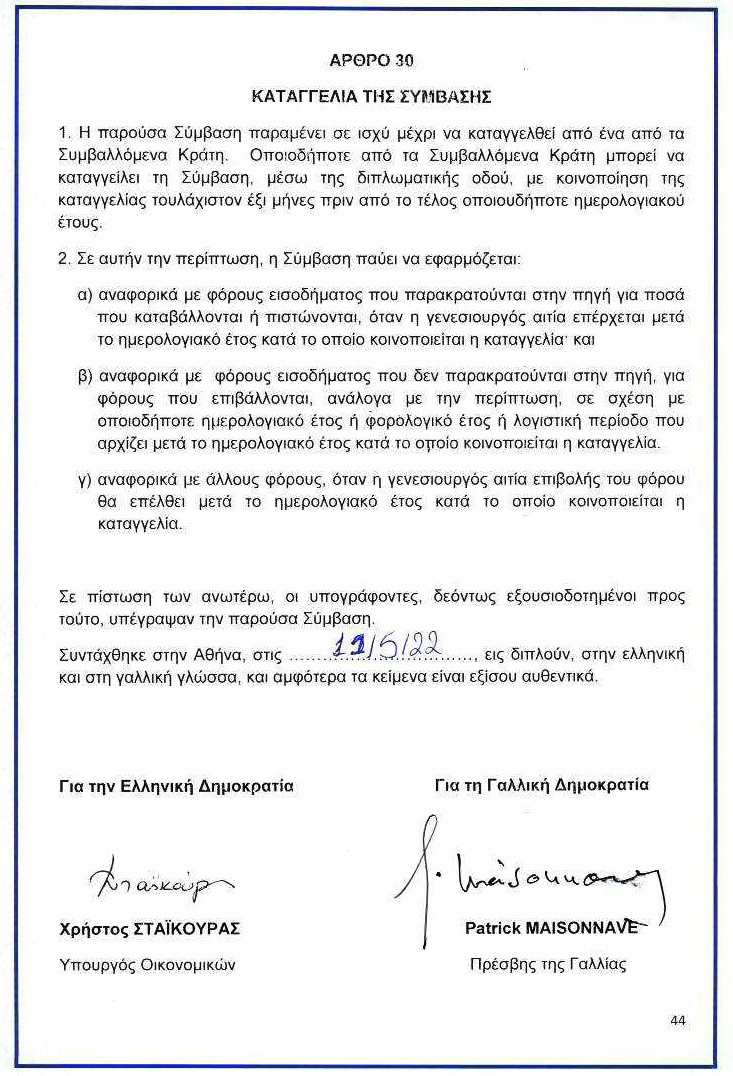 ΑΡΘΡΟ 30
ΚΑΤΑΓΓΕΛΙΑ ΤΗΣ ΣΥΜΒΑΣΗΣ
1. Η παρούσα Σύμβαση παραμένει σε ισχύ μέχρι να καταγγελθεί από ένα από τα
Συμβαλλόμενα Κράτη. Οποιοδήποτε από τα Συμβαλλόμενα Κράτη μπορεί να
καταγγείλει τη Σύμβαση, μέσω της διπλωματικής οδού, με κοινοποίηση της
καταγγελίας τουλάχιστον έξι μήνες πριν από το τέλος οποιουδήποτε ημερολογιακού
έτους.
2. Σε αυτήν την περίπτωση, η Σύμβαση παύει να εφαρμόζεται:
α) αναφορικά με φόρους εισοδήματος που παρακρατούνται στην πηγή για ποσά
που καταβάλλονται ή πιστώνονται, όταν η γενεσιουργός αιτία επέρχεται μετά
το ημερολογιακό έτος κατά το οποίο κοινοποιείται η καταγγελία· και
β) αναφορικά με φόρους εισοδήματος που δεν παρακρατούνται στην πηγή, για
φόρους που επιβάλλονται, ανάλογα με την περίπτωση, σε σχέση με
οποιοδήποτε ημερολογιακό έτος ή φορολογικό έτος ή λογιστική περίοδο που
αρχίζει μετά το ημερολογιακό έτος κατά το οποίο κοινοποιείται η καταγγελία.
γ) αναφορικά με άλλους φόρους, όταν η γενεσιουργός αιτία επιβολής του φόρου
θα επέλθει μετά το ημερολογιακό έτος κατά το οποίο κοινοποιείται η
καταγγελία.
Σε πίστωση των ανωτέρω, οι υπογράφοντες, δεόντως εξουσιοδοτημένοι προς
τούτο, υπέγραψαν την παρούσα Σύμβαση.
Συντάχθηκε στην Αθήνα, στις ...../5/22....., εις διπλούν, στην ελληνική
και στη γαλλική γλώσσα, και αμφότερα τα κείμενα είναι εξίσου αυθεντικά.
Για την Ελληνική Δημοκρατία Για τη Γαλλική Δημοκρατία
Χρήστος ΣΤΑΪΚΟΥΡΑΣ Patrick MAISONNAVE
Υπουργός Οικονομικών Πρέσβης της Γαλλίας
44